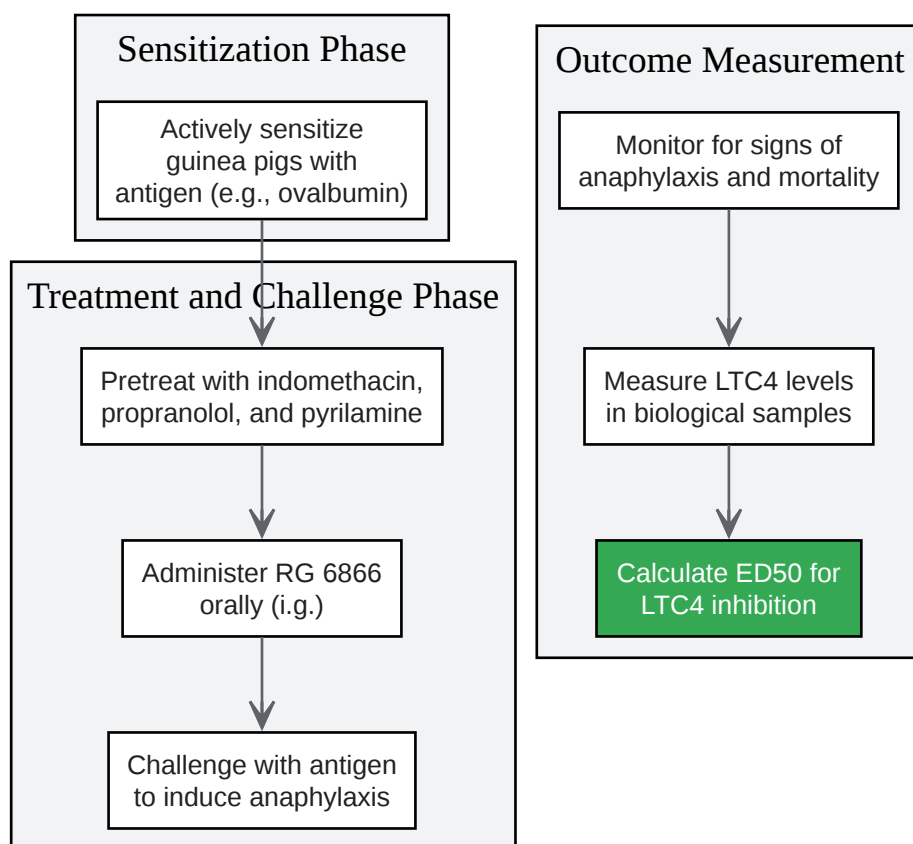 Sensitization Phase
Actively sensitize
guinea pigs with
antigen (e.g., ovalbumin)
Treatment and Challenge Phase
Pretreat with indomethacin,
propranolol, and pyrilamine
Administer RG 6866
orally (i.g.)
Challenge with antigen
to induce anaphylaxis
Outcome Measurement
Monitor for signs of
anaphylaxis and mortality
Measure LTC4 levels
in biological samples
Calculate ED50 for
LTC4 inhibition